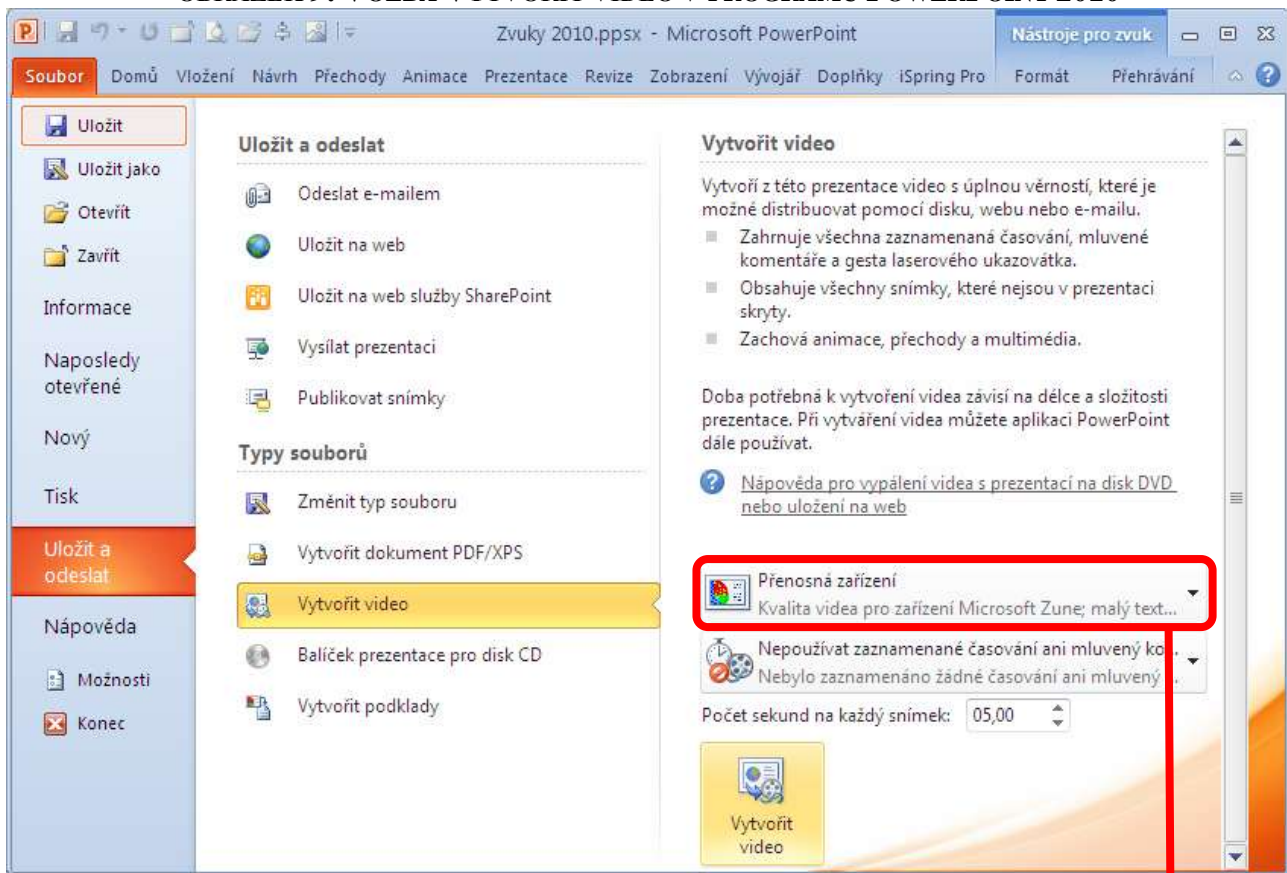 Zvuky 2010.ppsx - Microsoft PowerPoint
Nástroje pro zvuk
Soubor Domů Vložení Návrh Přechody Animace Prezentace Revize Zobrazení Vývojář Doplňky iSpring Pro Formát Přehrávání
Uložit
Uložit jako
Otevřít
Zavřít
Informace
Naposledy
otevřené
Nový
Tisk
Uložit a
odeslat
Nápověda
Možnosti
Konec
Uložit a odeslat
Odeslat e-mailem
Uložit na web
Uložit na web služby SharePoint
Vysílat prezentaci
Publikovat snímky
Typy souborů
Změnit typ souboru
Vytvořit dokument PDF/XPS
Vytvořit video
Balíček prezentace pro disk CD
Vytvořit podklady
Vytvořit video
Vytvoří z této prezentace video s úplnou věrností, které je
možné distribuovat pomocí disku, webu nebo e-mailu.
Zahrnuje všechna zaznamenaná časování, mluvené
komentáře a gesta laserového ukazovátka.
Obsahuje všechny snímky, které nejsou v prezentaci
skryty.
Zachová animace, přechody a multimédia.
Doba potřebná k vytvoření videa závisí na délce a složitosti
prezentace. Při vytváření videa můžete aplikaci PowerPoint
dále používat.
Nápověda pro vypálení videa s prezentací na disk DVD
nebo uložení na web
Přenosná zařízení
Kvalita videa pro zařízení Microsoft Zune; malý text...
Nepoužívat zaznamenané časování ani mluvený ko...
Nebylo zaznamenáno žádné časování ani mluvený
Počet sekund na každý snímek: 05,00
Vytvořit
video